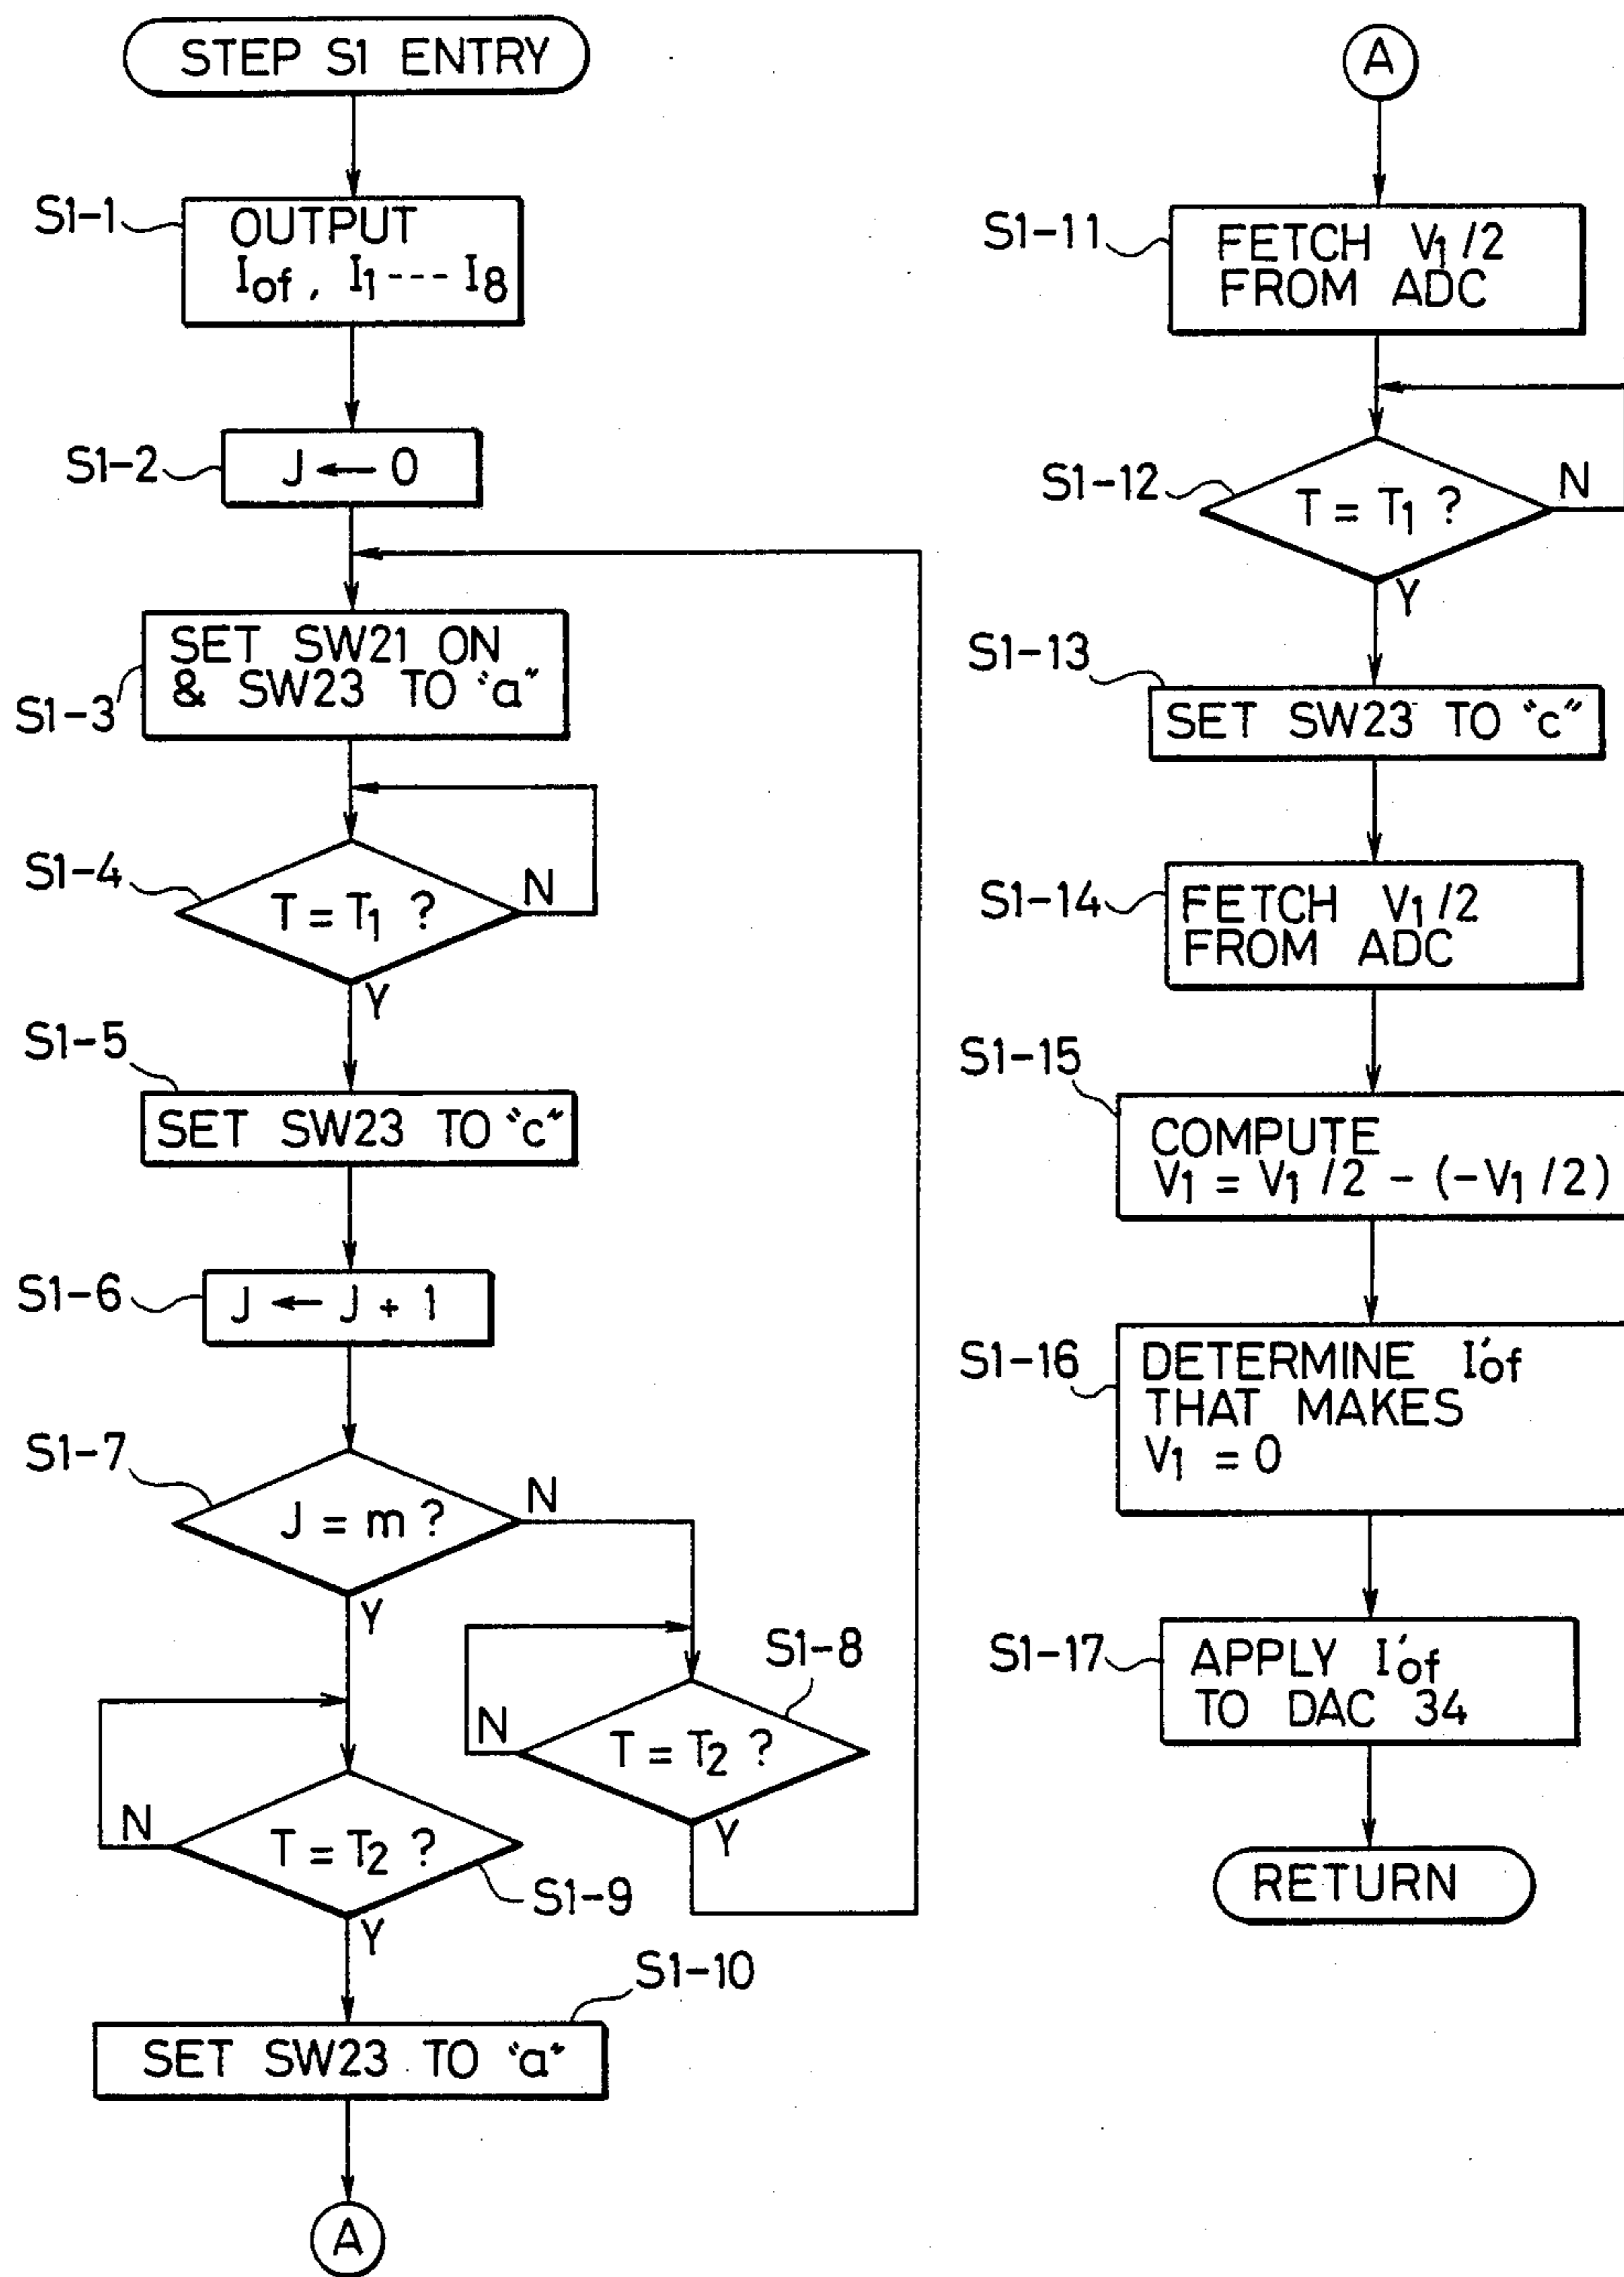 STEP S1 ENTRY
S1-1
OUTPUT
Iof, I1 --- I8
S1-2
J ← 0
S1-3
SET SW21 ON
& SW23 TO "a"
S1-4
T = T1 ?
N
Y
S1-5
SET SW23 TO "c"
S1-6
J ← J + 1
S1-7
J = m ?
N
Y
S1-8
T = T2 ?
N
Y
T = T2 ?
N
S1-9
Y
S1-10
SET SW23 TO "a"
A
A
S1-11
FETCH V1/2
FROM ADC
S1-12
T = T1 ?
N
Y
S1-13
SET SW23 TO "c"
S1-14
FETCH V1/2
FROM ADC
S1-15
COMPUTE
V1 = V1/2 - (-V1/2)
S1-16
DETERMINE I'of
THAT MAKES
V1 = 0
S1-17
APPLY I'of
TO DAC 34
RETURN